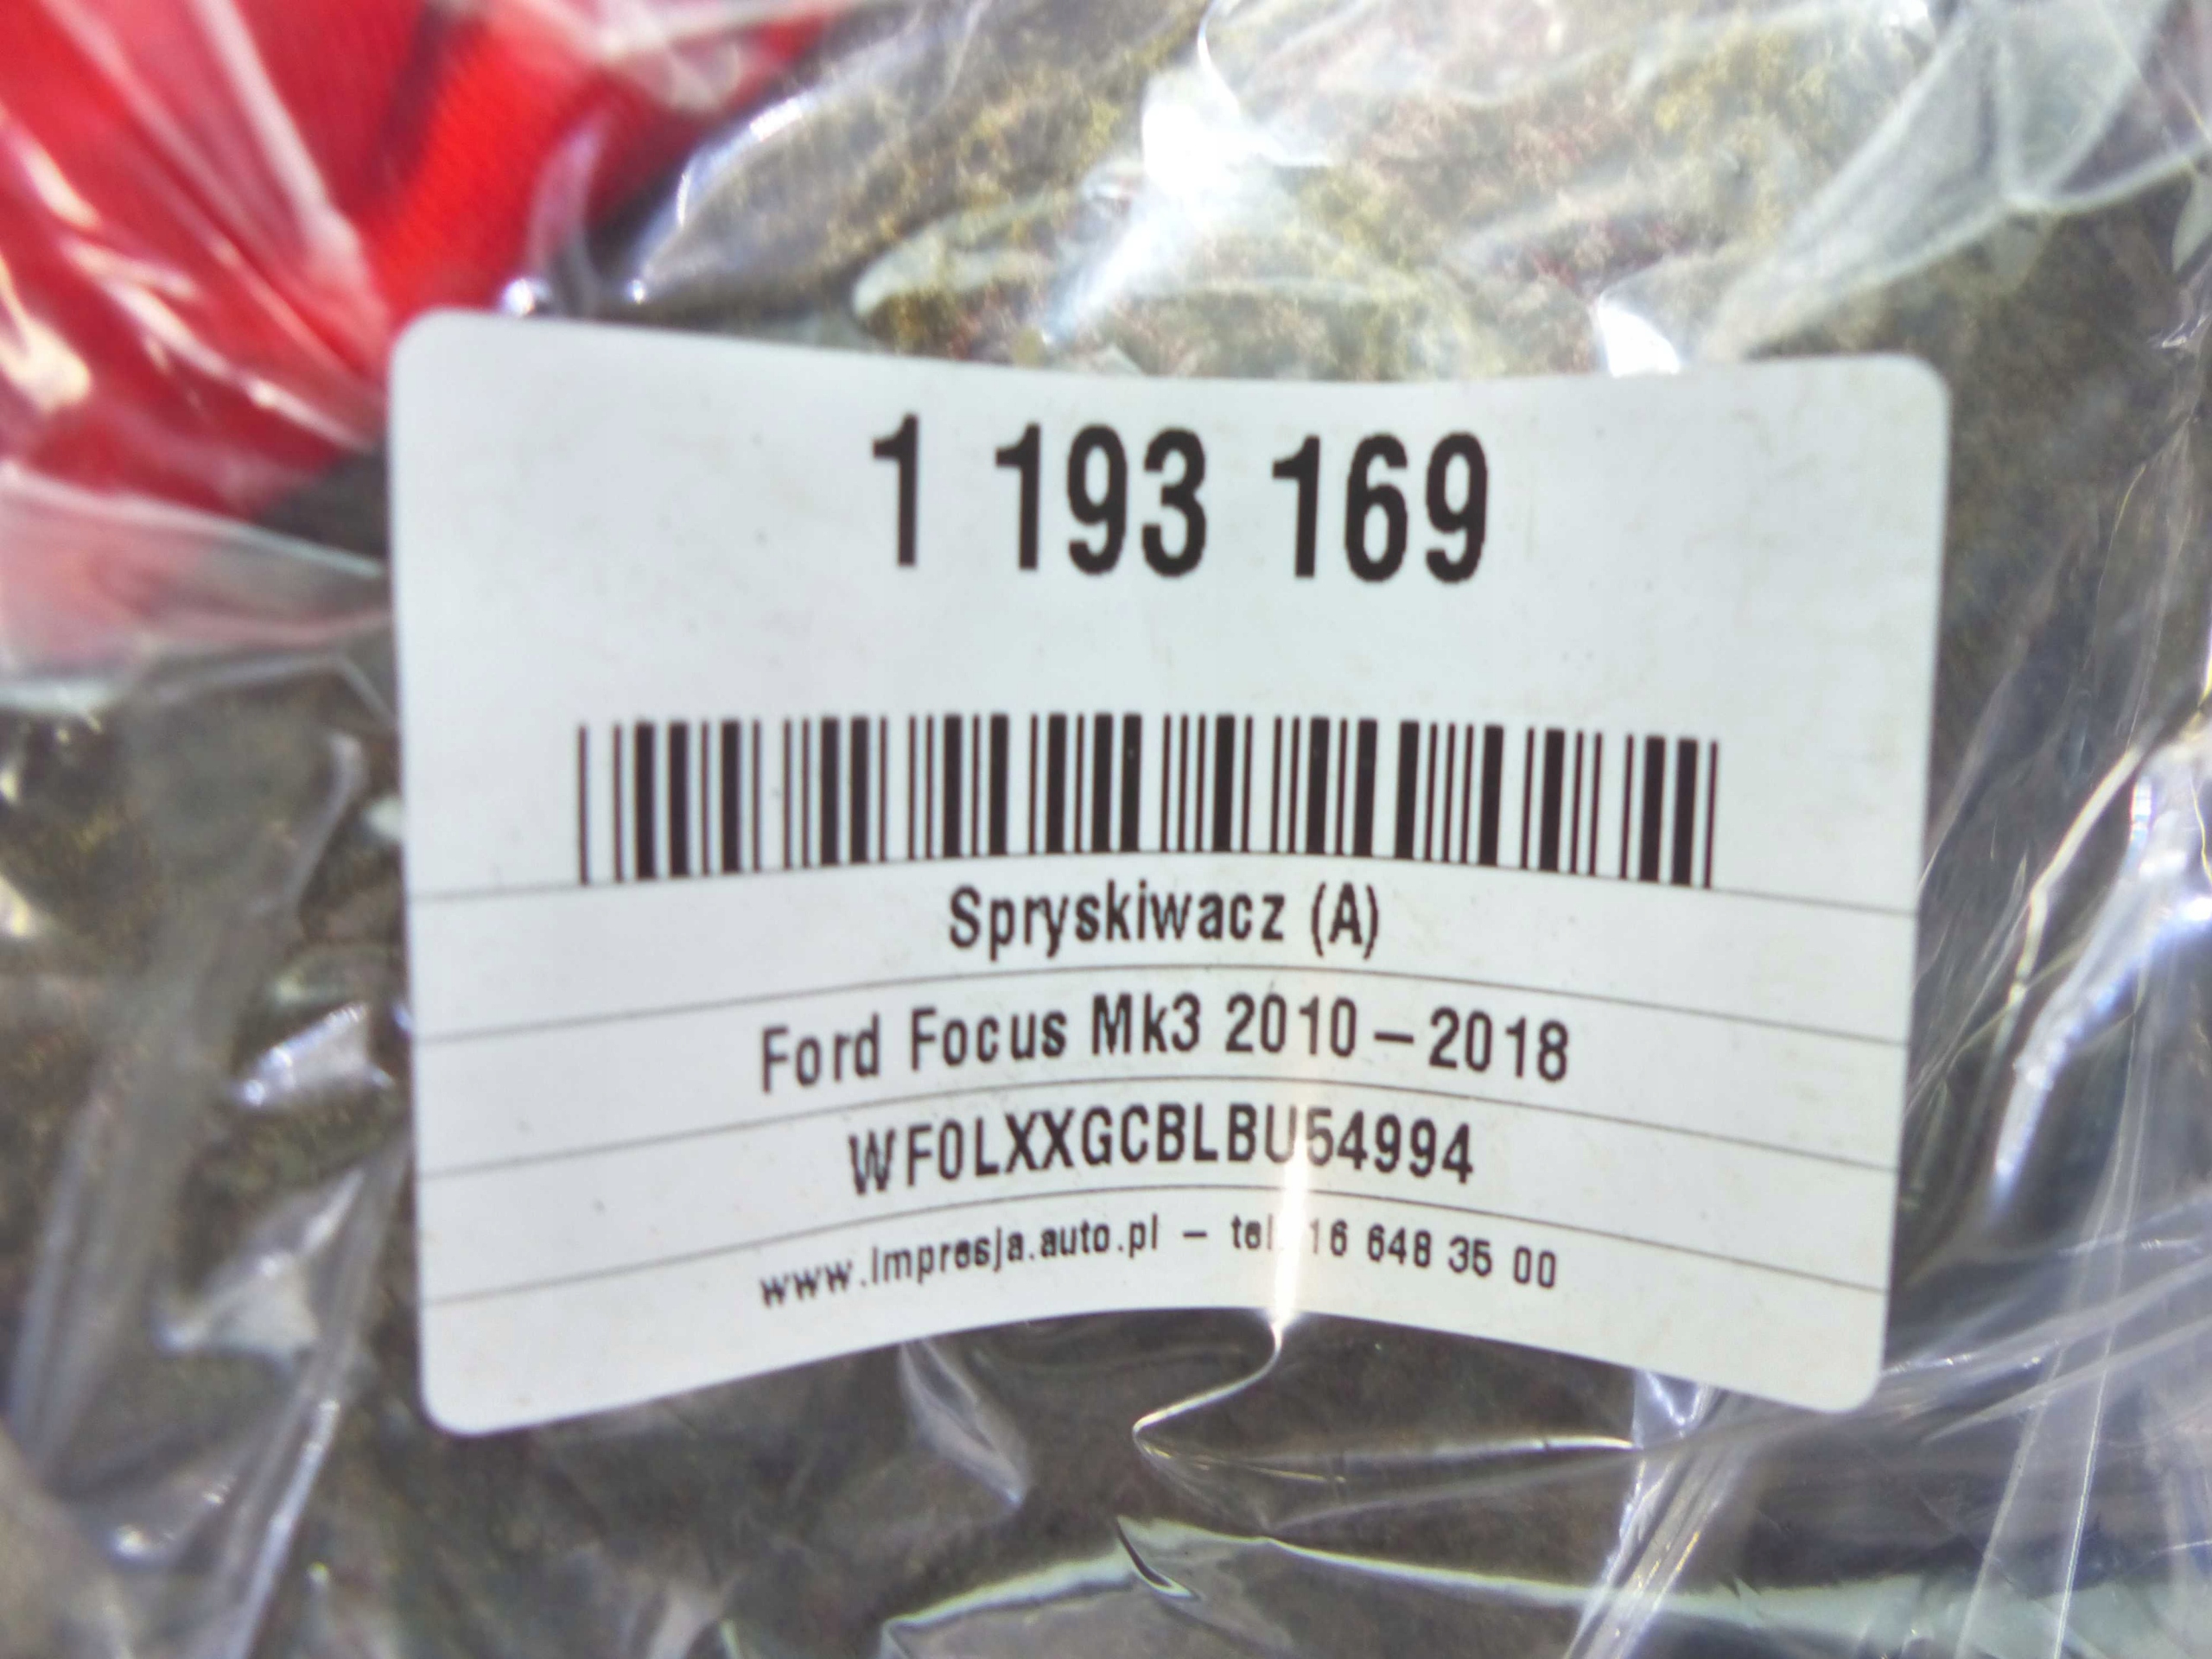 1 193 169
Spryskiwacz (A)
Ford Focus Mk3 2010–2018
WF0LXXGCBLBU54994
www.impresja.auto.pl – tel. 16 648 35 00